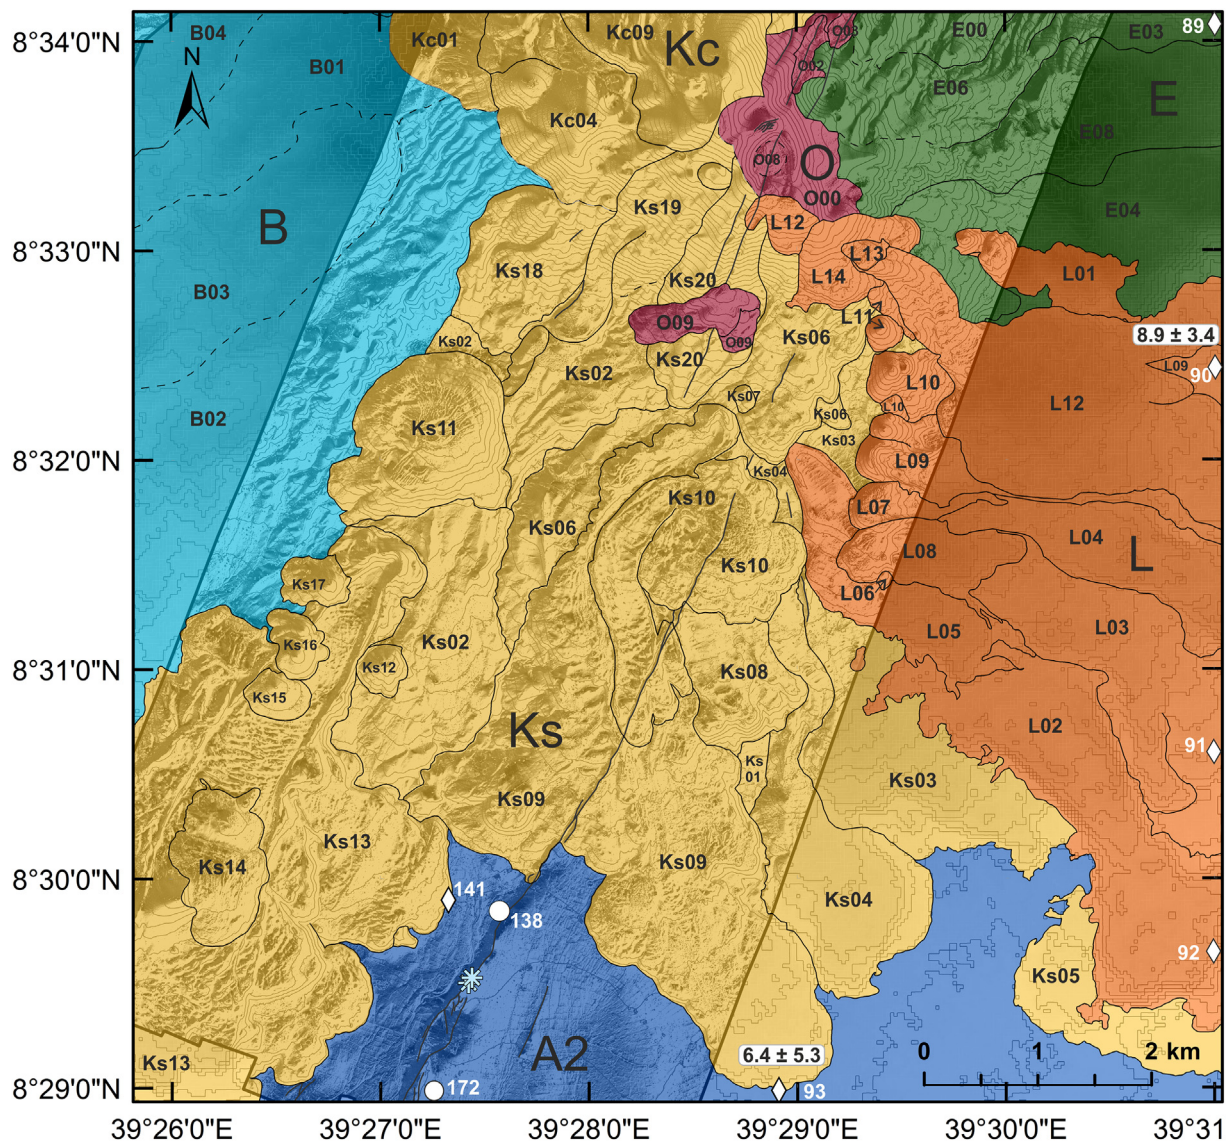 8°34'0"N
B04
B01
Kc01
Kc09
Kc
O03
E00
E03
89
N
O02
E06
E
Kc04
E08
O08
O
O00
Ks19
E04
8°33'0"N
B
L12
L13
Ks18
Ks20
L14
L01
B03
O09
L11
Ks02
O09
Ks06
8.9 ± 3.4
Ks20
L09
90
Ks02
L10
Ks07
L12
B02
Ks11
Ks06
L10
Ks03
8°32'0"N
L09
Ks04
Ks10
L07
Ks06
L04
L08
L
Ks10
Ks17
L06
L03
Ks16
Ks02
L05
8°31'0"N
Ks12
Ks08
Ks15
L02
Ks
91
Ks
01
Ks03
Ks09
Ks13
Ks14
Ks09
8°30'0"N
141
Ks04
138
92
Ks05
A2
6.4 ± 5.3
0 1 2 km
Ks13
8°29'0"N
172
93
39°26'0"E 39°27'0"E 39°28'0"E 39°29'0"E 39°30'0"E 39°31